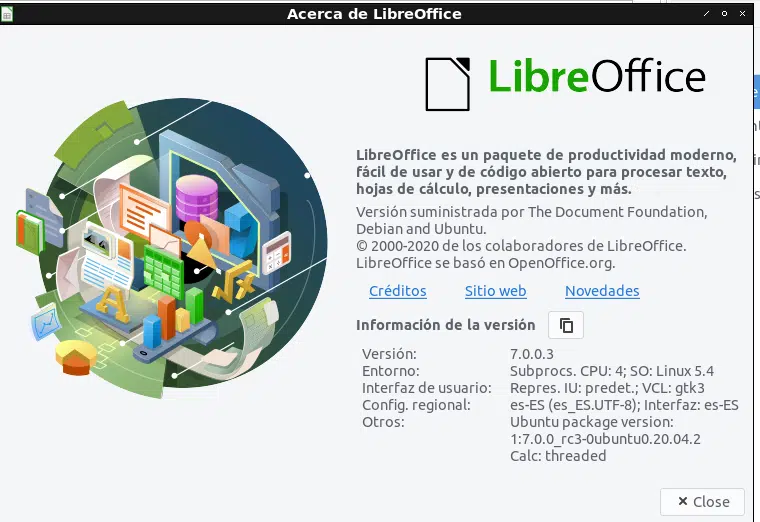 Acerca de LibreOffice
LibreOffice
LibreOffice es un paquete de productividad moderno,
fácil de usar y de código abierto para procesar texto,
hojas de cálculo, presentaciones y más.
Versión suministrada por The Document Foundation,
Debian and Ubuntu.
© 2000-2020 de los colaboradores de LibreOffice.
LibreOffice se basó en OpenOffice.org.
Créditos Sitio web Novedades
Información de la versión
Versión: 7.0.0.3
Entorno: Subprocs. CPU: 4; SO: Linux 5.4
Interfaz de usuario: Repres. IU: predet.; VCL: gtk3
Config. regional: es-ES (es_ES.UTF-8); Interfaz: es-ES
Otros: Ubuntu package version:
1:7.0.0_rc3-0ubuntu0.20.04.2
Calc: threaded
Close